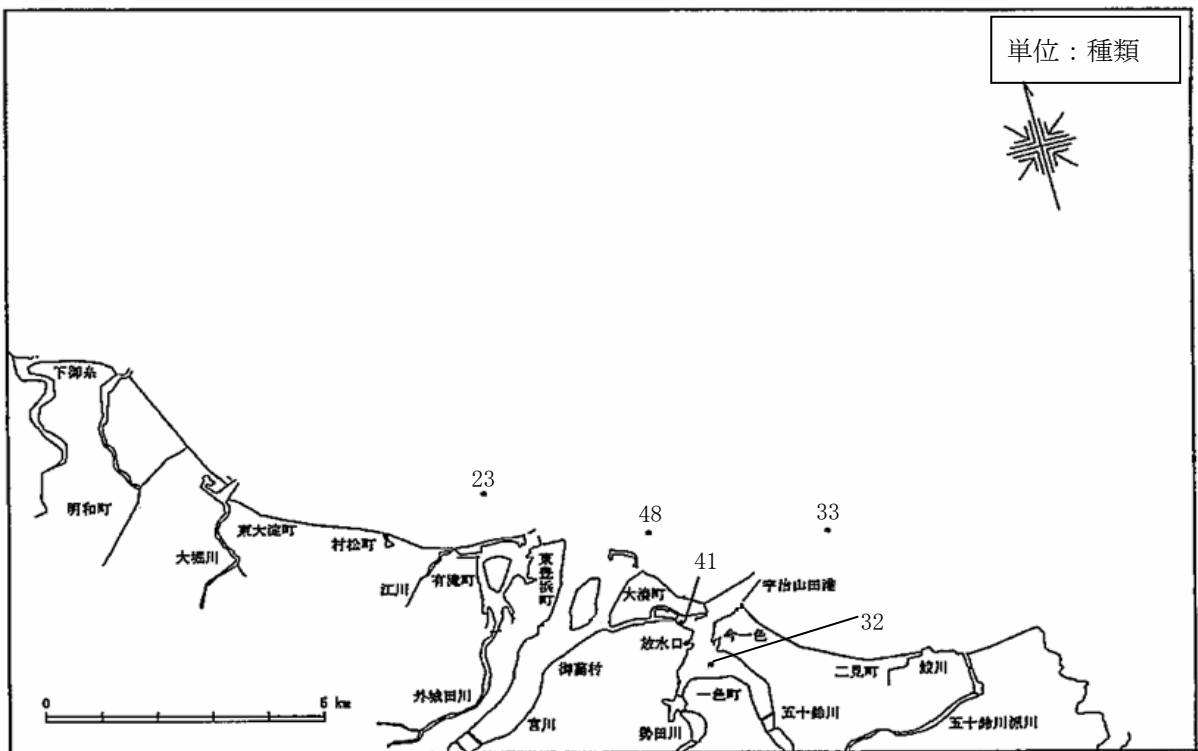 単位：種類
下御糸
23
明和町
48
33
東大淀町
大堀川
村松町
41
江川
有滝町
東豊浜町
大湊町
宇治山田港
32
放水口
今一色
御薗村
二見町
鮫川
外城田川
一色町
0
5 km
宮川
勢田川
五十鈴川
五十鈴川派川